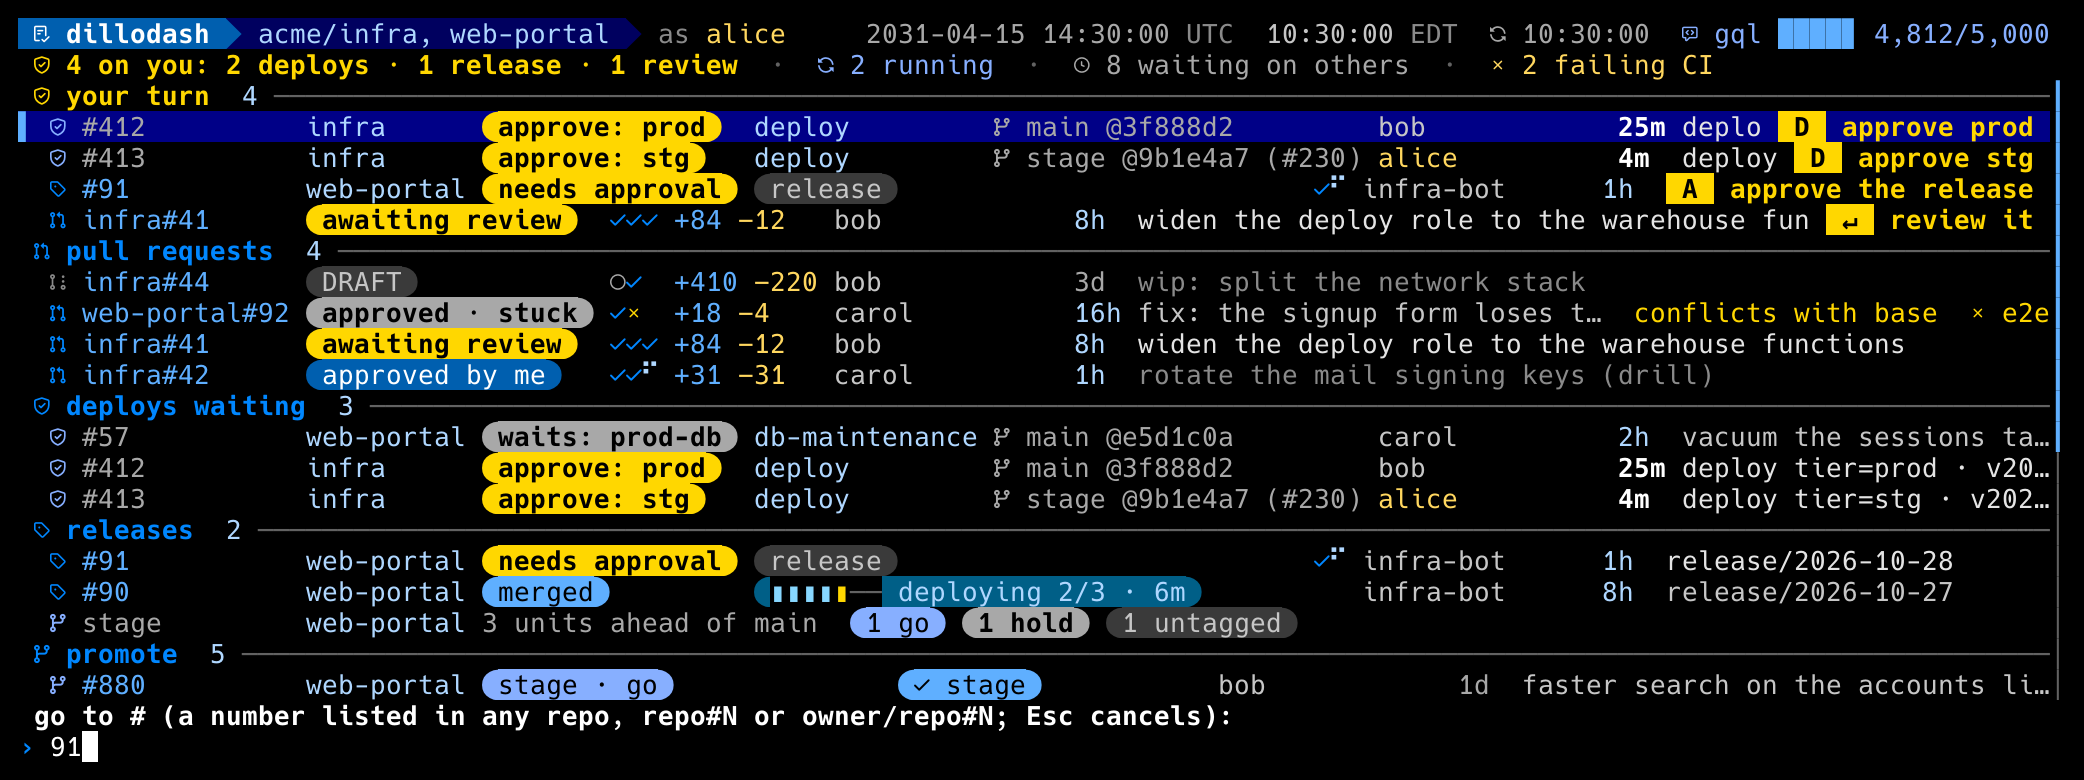 dillodash acme/infra, web-portal as alice 2031-04-15 14:30:00 UTC 10:30:00 EDT 10:30:00 gql 4,812/5,000
4 on you: 2 deploys · 1 release · 1 review · 2 running · 8 waiting on others · × 2 failing CI
your turn 4
#412 infra approve: prod deploy main @3f888d2 bob 25m deplo D approve prod
#413 infra approve: stg deploy stage @9b1e4a7 (#230) alice 4m deploy D approve stg
#91 web-portal needs approval release ✓ infra-bot 1h A approve the release
infra#41 awaiting review ✓✓✓ +84 −12 bob 8h widen the deploy role to the warehouse fun ↵ review it
pull requests 4
infra#44 DRAFT ○✓ +410 −220 bob 3d wip: split the network stack
web-portal#92 approved · stuck ✓× +18 −4 carol 16h fix: the signup form loses t… conflicts with base × e2e
infra#41 awaiting review ✓✓✓ +84 −12 bob 8h widen the deploy role to the warehouse functions
infra#42 approved by me ✓✓ +31 −31 carol 1h rotate the mail signing keys (drill)
deploys waiting 3
#57 web-portal waits: prod-db db-maintenance main @e5d1c0a carol 2h vacuum the sessions ta…
#412 infra approve: prod deploy main @3f888d2 bob 25m deploy tier=prod · v20…
#413 infra approve: stg deploy stage @9b1e4a7 (#230) alice 4m deploy tier=stg · v202…
releases 2
#91 web-portal needs approval release ✓ infra-bot 1h release/2026-10-28
#90 web-portal merged deploying 2/3 · 6m infra-bot 8h release/2026-10-27
stage web-portal 3 units ahead of main 1 go 1 hold 1 untagged
promote 5
#880 web-portal stage · go ✓ stage bob 1d faster search on the accounts li…
go to # (a number listed in any repo, repo#N or owner/repo#N; Esc cancels):
› 91